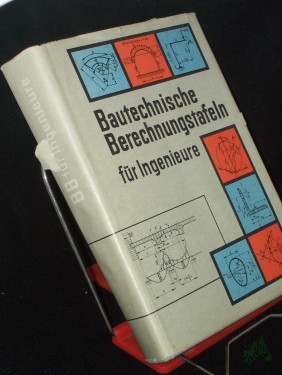 Bautechnische
Berechnungstafeln
für Ingenieure
BB für Ingenieure